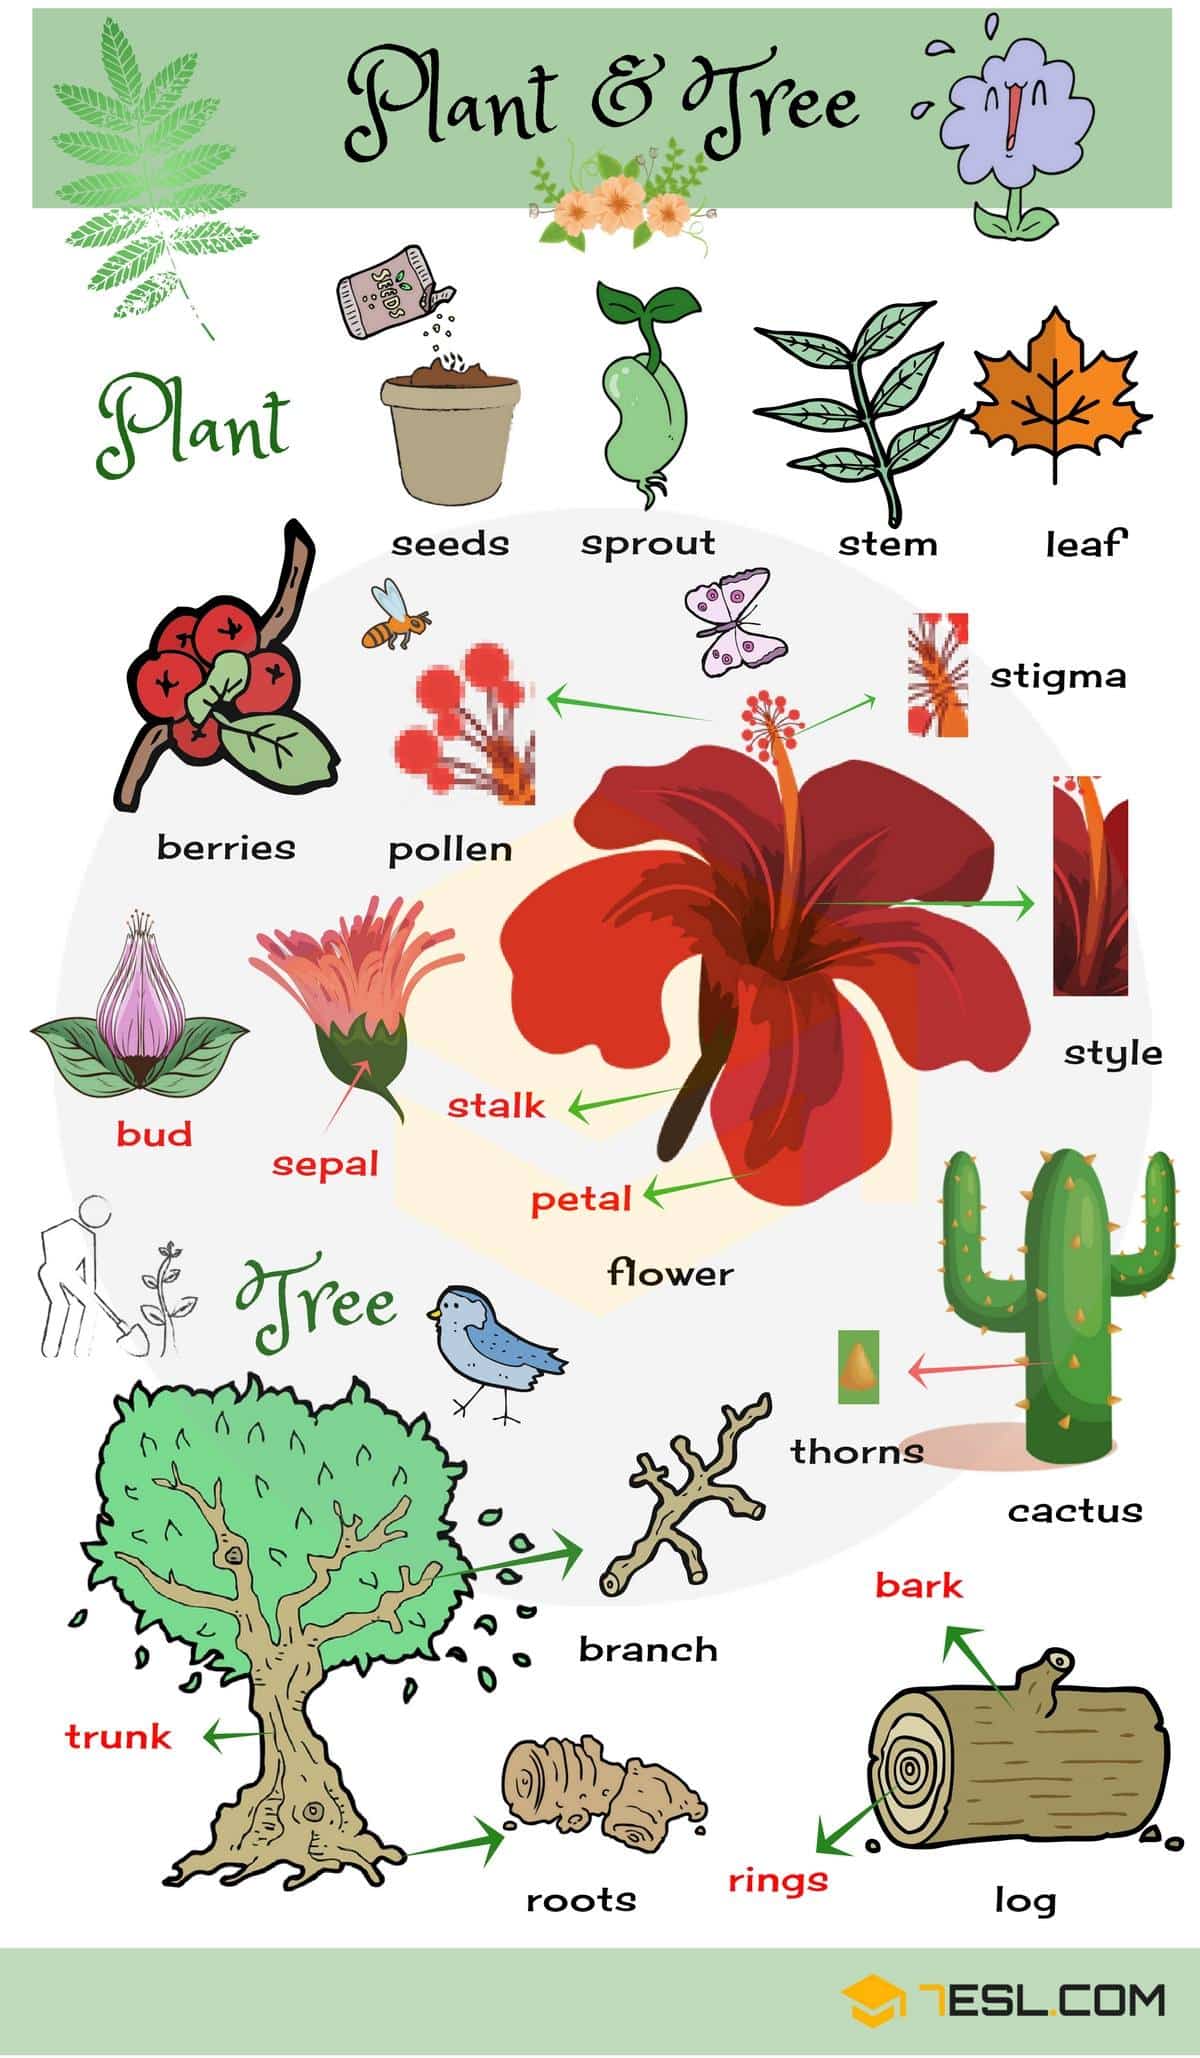 Plant & Tree
SEEDS
Plant
seeds
sprout
stem
leaf
stigma
berries
pollen
style
bud
sepal
stalk
petal
flower
Tree
thorns
cactus
branch
bark
trunk
roots
rings
log
7ESL.COM